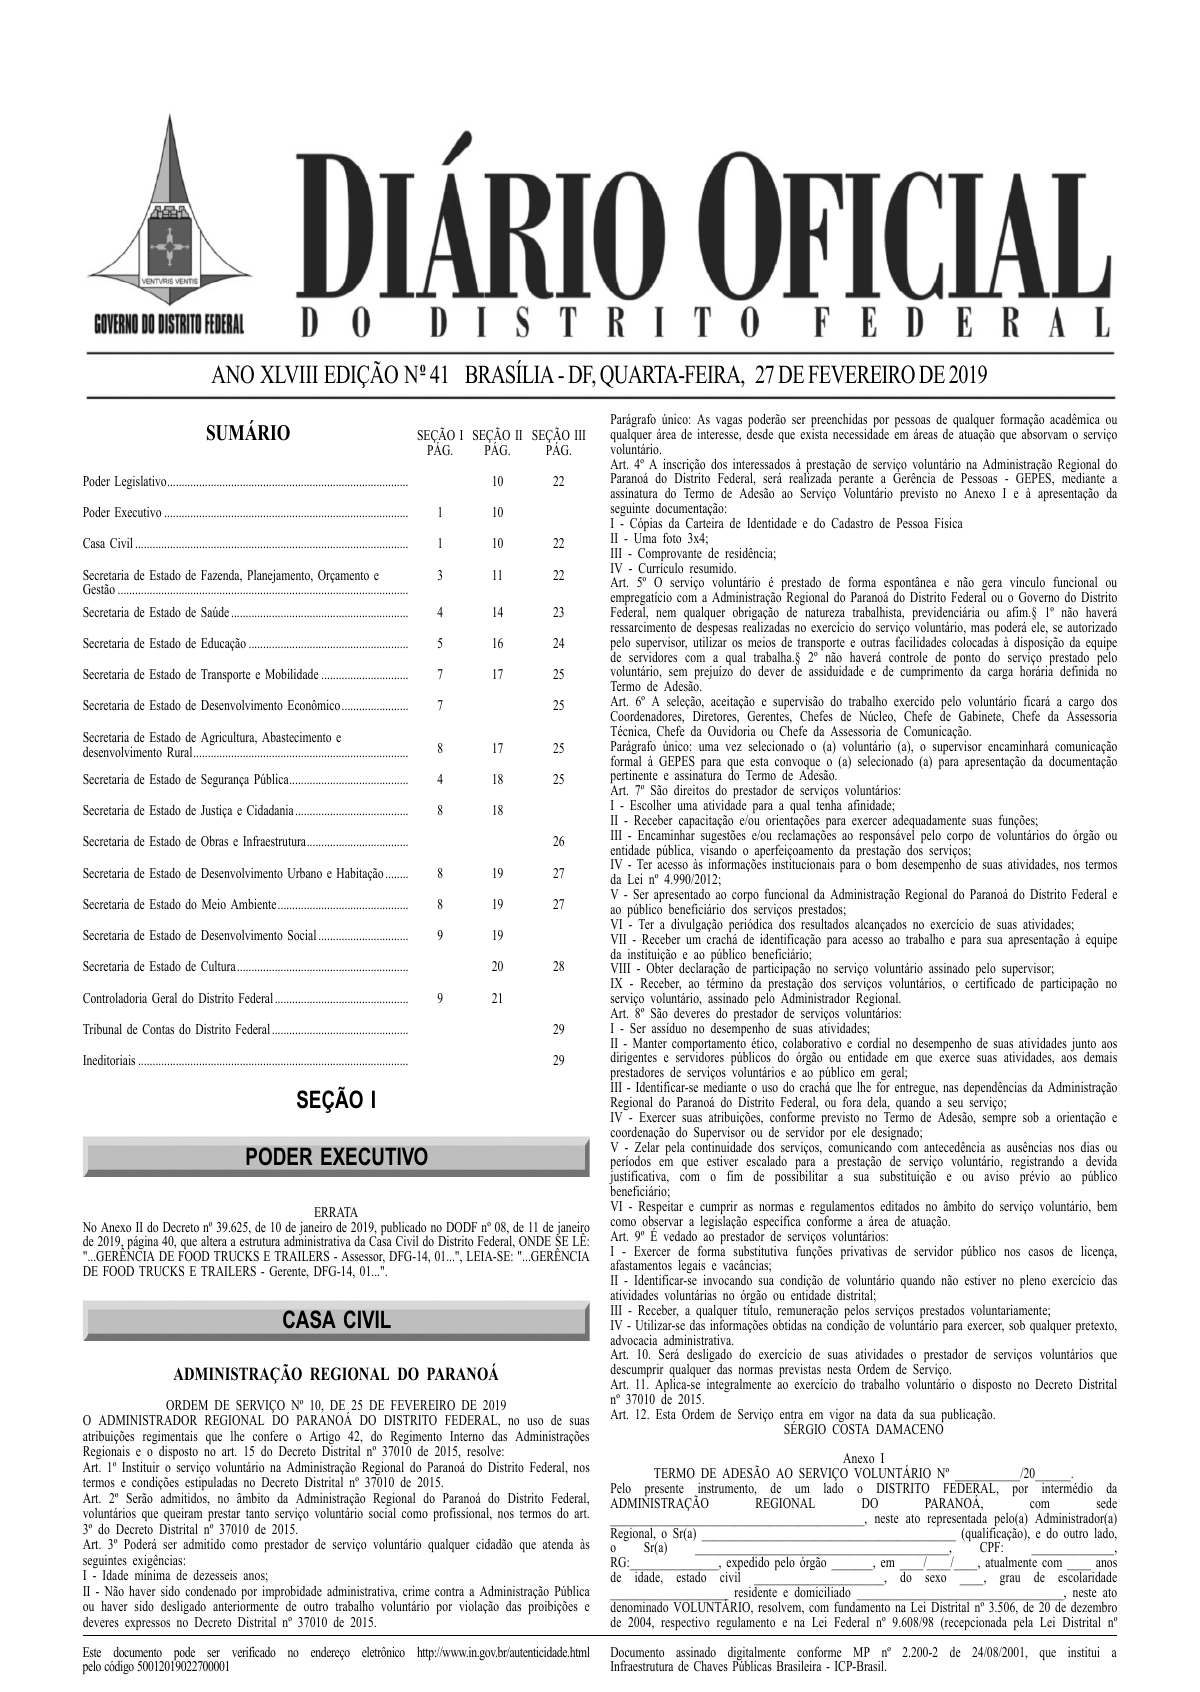 VENTVRIS VENTIS
GOVERNO DO DISTRITO FEDERAL
DIÁRIO OFICIAL
DO DISTRITO FEDERAL
ANO XLVIII EDIÇÃO Nº 41 BRASÍLIA - DF, QUARTA-FEIRA, 27 DE FEVEREIRO DE 2019
SUMÁRIO SEÇÃO I SEÇÃO II SEÇÃO III
PÁG. PÁG. PÁG.
Poder Legislativo.................................................................................... 10 22
Poder Executivo ..................................................................................... 1 10
Casa Civil ............................................................................................... 1 10 22
Secretaria de Estado de Fazenda, Planejamento, Orçamento e 3 11 22
Gestão .....................................................................................................
Secretaria de Estado de Saúde .............................................................. 4 14 23
Secretaria de Estado de Educação ........................................................ 5 16 24
Secretaria de Estado de Transporte e Mobilidade .............................. 7 17 25
Secretaria de Estado de Desenvolvimento Econômico....................... 7 25
Secretaria de Estado de Agricultura, Abastecimento e
desenvolvimento Rural........................................................................... 8 17 25
Secretaria de Estado de Segurança Pública......................................... 4 18 25
Secretaria de Estado de Justiça e Cidadania....................................... 8 18
Secretaria de Estado de Obras e Infraestrutura................................... 26
Secretaria de Estado de Desenvolvimento Urbano e Habitação........ 8 19 27
Secretaria de Estado do Meio Ambiente............................................. 8 19 27
Secretaria de Estado de Desenvolvimento Social ............................... 9 19
Secretaria de Estado de Cultura........................................................... 20 28
Controladoria Geral do Distrito Federal.............................................. 9 21
Tribunal de Contas do Distrito Federal............................................... 29
Ineditoriais ............................................................................................. 29
SEÇÃO I
PODER EXECUTIVO
ERRATA
No Anexo II do Decreto nº 39.625, de 10 de janeiro de 2019, publicado no DODF nº 08, de 11 de janeiro
de 2019, página 40, que altera a estrutura administrativa da Casa Civil do Distrito Federal, ONDE SE LÊ:
"...GERÊNCIA DE FOOD TRUCKS E TRAILERS - Assessor, DFG-14, 01...", LEIA-SE: "...GERÊNCIA
DE FOOD TRUCKS E TRAILERS - Gerente, DFG-14, 01...".
CASA CIVIL
ADMINISTRAÇÃO REGIONAL DO PARANOÁ
ORDEM DE SERVIÇO Nº 10, DE 25 DE FEVEREIRO DE 2019
O ADMINISTRADOR REGIONAL DO PARANOÁ DO DISTRITO FEDERAL, no uso de suas
atribuições regimentais que lhe confere o Artigo 42, do Regimento Interno das Administrações
Regionais e o disposto no art. 15 do Decreto Distrital nº 37010 de 2015, resolve:
Art. 1º Instituir o serviço voluntário na Administração Regional do Paranoá do Distrito Federal, nos
termos e condições estipuladas no Decreto Distrital nº 37010 de 2015.
Art. 2º Serão admitidos, no âmbito da Administração Regional do Paranoá do Distrito Federal,
voluntários que queiram prestar tanto serviço voluntário social como profissional, nos termos do art.
3º do Decreto Distrital nº 37010 de 2015.
Art. 3º Poderá ser admitido como prestador de serviço voluntário qualquer cidadão que atenda às
seguintes exigências:
I - Idade mínima de dezesseis anos;
II - Não haver sido condenado por improbidade administrativa, crime contra a Administração Pública
ou haver sido desligado anteriormente de outro trabalho voluntário por violação das proibições e
deveres expressos no Decreto Distrital nº 37010 de 2015.
Parágrafo único: As vagas poderão ser preenchidas por pessoas de qualquer formação acadêmica ou
qualquer área de interesse, desde que exista necessidade em áreas de atuação que absorvam o serviço
voluntário.
Art. 4º A inscrição dos interessados à prestação de serviço voluntário na Administração Regional do
Paranoá do Distrito Federal, será realizada perante a Gerência de Pessoas - GEPES, mediante a
assinatura do Termo de Adesão ao Serviço Voluntário previsto no Anexo I e à apresentação da
seguinte documentação:
I - Cópias da Carteira de Identidade e do Cadastro de Pessoa Física
II - Uma foto 3x4;
III - Comprovante de residência;
IV - Currículo resumido.
Art. 5º O serviço voluntário é prestado de forma espontânea e não gera vínculo funcional ou
empregatício com a Administração Regional do Paranoá do Distrito Federal ou o Governo do Distrito
Federal, nem qualquer obrigação de natureza trabalhista, previdenciária ou afim.§ 1º não haverá
ressarcimento de despesas realizadas no exercício do serviço voluntário, mas poderá ele, se autorizado
pelo supervisor, utilizar os meios de transporte e outras facilidades colocadas à disposição da equipe
de servidores com a qual trabalha.§ 2º não haverá controle de ponto do serviço prestado pelo
voluntário, sem prejuízo do dever de assiduidade e de cumprimento da carga horária definida no
Termo de Adesão.
Art. 6º A seleção, aceitação e supervisão do trabalho exercido pelo voluntário ficará a cargo dos
Coordenadores, Diretores, Gerentes, Chefes de Núcleo, Chefe de Gabinete, Chefe da Assessoria
Técnica, Chefe da Ouvidoria ou Chefe da Assessoria de Comunicação.
Parágrafo único: uma vez selecionado o (a) voluntário (a), o supervisor encaminhará comunicação
formal à GEPES para que esta convoque o (a) selecionado (a) para apresentação da documentação
pertinente e assinatura do Termo de Adesão.
Art. 7º São direitos do prestador de serviços voluntários:
I - Escolher uma atividade para a qual tenha afinidade;
II - Receber capacitação e/ou orientações para exercer adequadamente suas funções;
III - Encaminhar sugestões e/ou reclamações ao responsável pelo corpo de voluntários do órgão ou
entidade pública, visando o aperfeiçoamento da prestação dos serviços;
IV - Ter acesso às informações institucionais para o bom desempenho de suas atividades, nos termos
da Lei nº 4.990/2012;
V - Ser apresentado ao corpo funcional da Administração Regional do Paranoá do Distrito Federal e
ao público beneficiário dos serviços prestados;
VI - Ter a divulgação periódica dos resultados alcançados no exercício de suas atividades;
VII - Receber um crachá de identificação para acesso ao trabalho e para sua apresentação à equipe
da instituição e ao público beneficiário;
VIII - Obter declaração de participação no serviço voluntário assinado pelo supervisor;
IX - Receber, ao término da prestação dos serviços voluntários, o certificado de participação no
serviço voluntário, assinado pelo Administrador Regional.
Art. 8º São deveres do prestador de serviços voluntários:
I - Ser assíduo no desempenho de suas atividades;
II - Manter comportamento ético, colaborativo e cordial no desempenho de suas atividades junto aos
dirigentes e servidores públicos do órgão ou entidade em que exerce suas atividades, aos demais
prestadores de serviços voluntários e ao público em geral;
III - Identificar-se mediante o uso do crachá que lhe for entregue, nas dependências da Administração
Regional do Paranoá do Distrito Federal, ou fora dela, quando a seu serviço;
IV - Exercer suas atribuições, conforme previsto no Termo de Adesão, sempre sob a orientação e
coordenação do Supervisor ou de servidor por ele designado;
V - Zelar pela continuidade dos serviços, comunicando com antecedência as ausências nos dias ou
períodos em que estiver escalado para a prestação de serviço voluntário, registrando a devida
justificativa, com o fim de possibilitar a sua substituição e ou aviso prévio ao público
beneficiário;
VI - Respeitar e cumprir as normas e regulamentos editados no âmbito do serviço voluntário, bem
como observar a legislação específica conforme a área de atuação.
Art. 9º É vedado ao prestador de serviços voluntários:
I - Exercer de forma substitutiva funções privativas de servidor público nos casos de licença,
afastamentos legais e vacâncias;
II - Identificar-se invocando sua condição de voluntário quando não estiver no pleno exercício das
atividades voluntárias no órgão ou entidade distrital;
III - Receber, a qualquer título, remuneração pelos serviços prestados voluntariamente;
IV - Utilizar-se das informações obtidas na condição de voluntário para exercer, sob qualquer pretexto,
advocacia administrativa.
Art. 10. Será desligado do exercício de suas atividades o prestador de serviços voluntários que
descumprir qualquer das normas previstas nesta Ordem de Serviço.
Art. 11. Aplica-se integralmente ao exercício do trabalho voluntário o disposto no Decreto Distrital
nº 37010 de 2015.
Art. 12. Esta Ordem de Serviço entra em vigor na data da sua publicação.
SÉRGIO COSTA DAMACENO
Anexo I
TERMO DE ADESÃO AO SERVIÇO VOLUNTÁRIO Nº __________/20_____.
Pelo presente instrumento, de um lado o DISTRITO FEDERAL, por intermédio da
ADMINISTRAÇÃO REGIONAL DO PARANOÁ, com sede
_______________________________________, neste ato representada pelo(a) Administrador(a)
Regional, o Sr(a) _______________________________________ (qualificação), e do outro lado,
o Sr(a) _______________________________________, CPF: _____________,
RG:_____________, expedido pelo órgão ______, em ____/____/____, atualmente com ____ anos
de idade, estado civil ____________________, do sexo ____, grau de escolaridade
__________________ residente e domiciliado ________________________________, neste ato
denominado VOLUNTÁRIO, resolvem, com fundamento na Lei Distrital nº 3.506, de 20 de dezembro
de 2004, respectivo regulamento e na Lei Federal nº 9.608/98 (recepcionada pela Lei Distrital nº
Este documento pode ser verificado no endereço eletrônico http://www.in.gov.br/autenticidade.html
pelo código 50012019022700001
Documento assinado digitalmente conforme MP nº 2.200-2 de 24/08/2001, que institui a
Infraestrutura de Chaves Públicas Brasileira - ICP-Brasil.